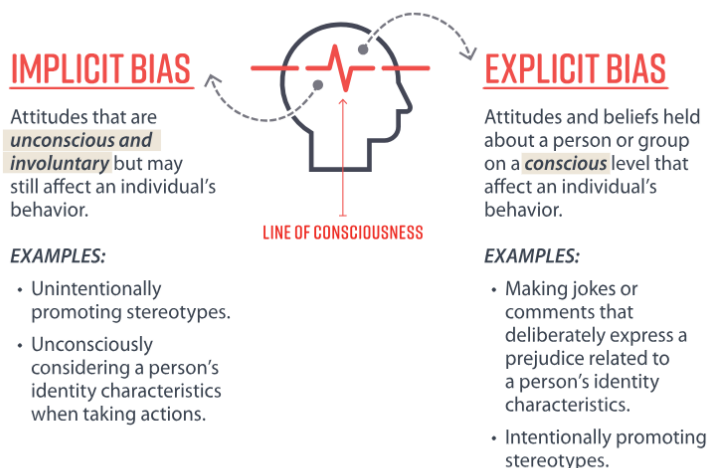 IMPLICIT BIAS
Attitudes that are
unconscious and
involuntary but may
still affect an individual’s
behavior.
EXAMPLES:
• Unintentionally
promoting stereotypes.
• Unconsciously
considering a person’s
identity characteristics
when taking actions.
LINE OF CONSCIOUSNESS
EXPLICIT BIAS
Attitudes and beliefs held
about a person or group
on a conscious level that
affect an individual’s
behavior.
EXAMPLES:
• Making jokes or
comments that
deliberately express a
prejudice related to
a person’s identity
characteristics.
• Intentionally promoting
stereotypes.